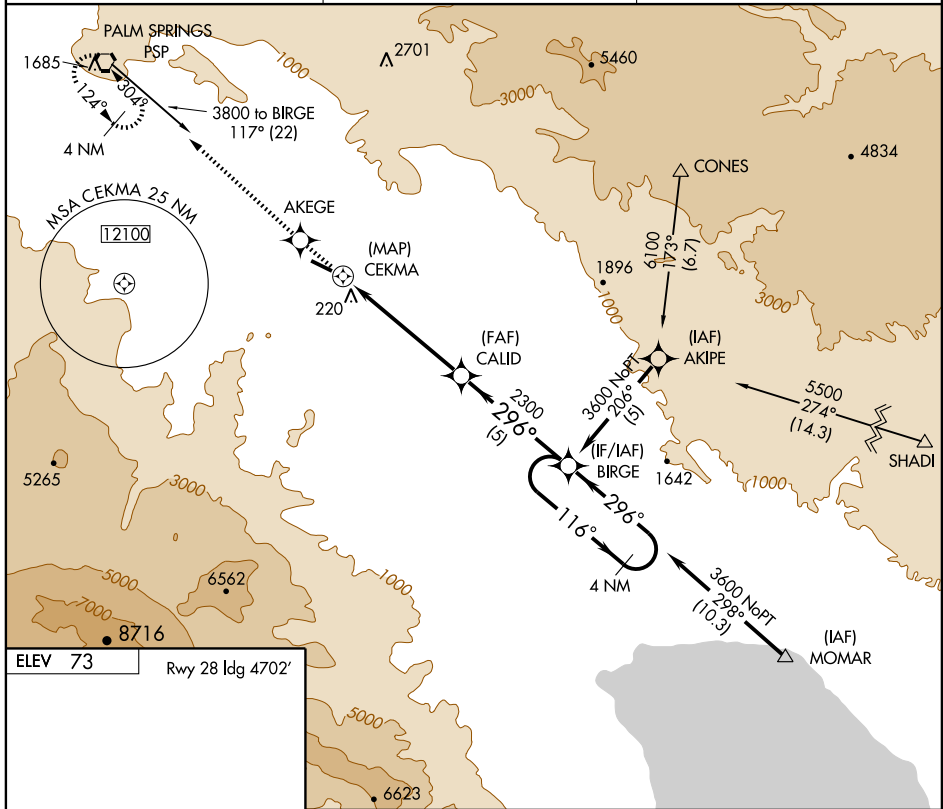 PALM SPRINGS
PSP
1685
304°
124°
4 NM
3800 to BIRGE
117° (22)
1000
2701
5460
3000
4834
CONES
6100
173°
(6.7)
MSA CEKMA 25 NM
12100
AKEGE
(MAP)
CEKMA
220
1896
1000
3000
(FAF)
CALID
(IAF)
AKIPE
3600 NoPT
206°
(5)
2300
296°
(5)
5500
274°
(14.3)
SHADI
(IF/IAF)
BIRGE
1642
1000
5265
3000
296°
116°
4 NM
6562
5000
7000
1000
8716
3600 NoPT
298°
(10.3)
(IAF)
MOMAR
ELEV 73
Rwy 28 ldg 4702'
5000
6623